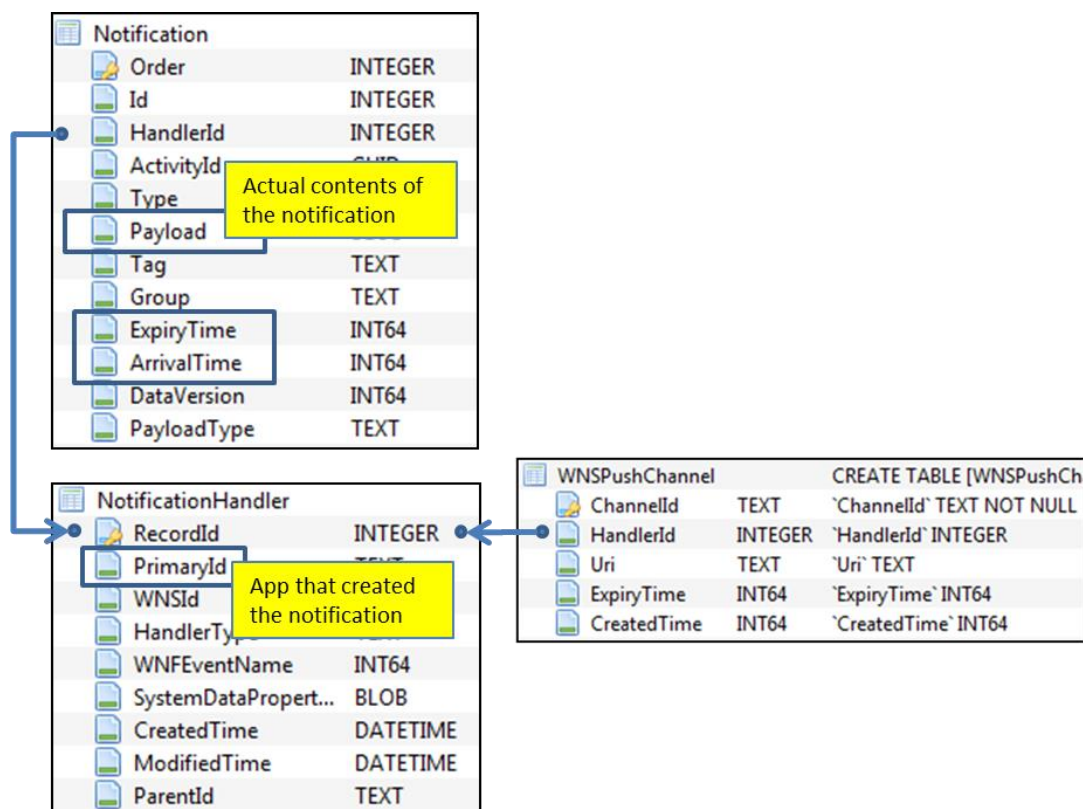 Notification
Order INTEGER
Id INTEGER
HandlerId INTEGER
ActivityId
Type
Actual contents of
the notification
Payload
Tag TEXT
Group TEXT
ExpiryTime INT64
ArrivalTime INT64
DataVersion INT64
PayloadType TEXT
NotificationHandler
RecordId INTEGER
PrimaryId
WNSId
App that created
the notification
HandlerType
WNFEventName INT64
SystemDataPropert... BLOB
CreatedTime DATETIME
ModifiedTime DATETIME
ParentId TEXT
WNSPushChannel CREATE TABLE [WNSPushCha
ChannelId TEXT `ChannelId` TEXT NOT NULL
HandlerId INTEGER `HandlerId` INTEGER
Uri TEXT `Uri` TEXT
ExpiryTime INT64 `ExpiryTime` INT64
CreatedTime INT64 `CreatedTime` INT64